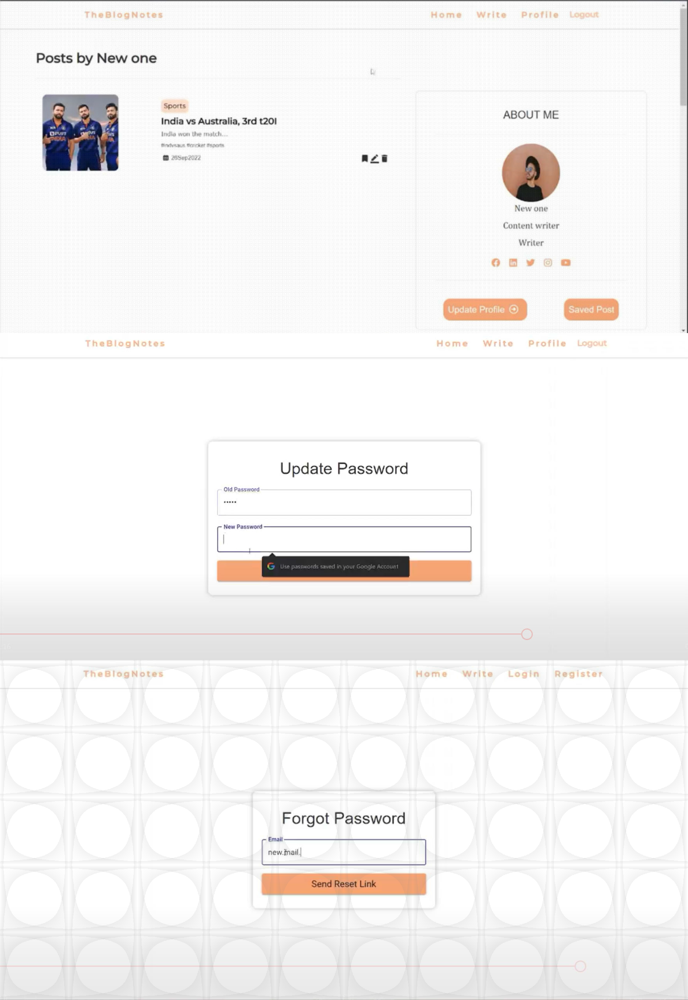 TheBlogNotes
Home Write Profile Logout
Posts by New one
Sports
India vs Australia, 3rd t20I
India won the match...
#indvsaus #cricket #sports
26Sep2022
ABOUT ME
New one
Content writer
Writer
Update Profile
Saved Post
TheBlogNotes
Home Write Profile Logout
Update Password
Old Password
•••••
New Password
Use passwords saved in your Google Account
TheBlogNotes
Home Write Login Register
Forgot Password
Email
new.mail.
Send Reset Link